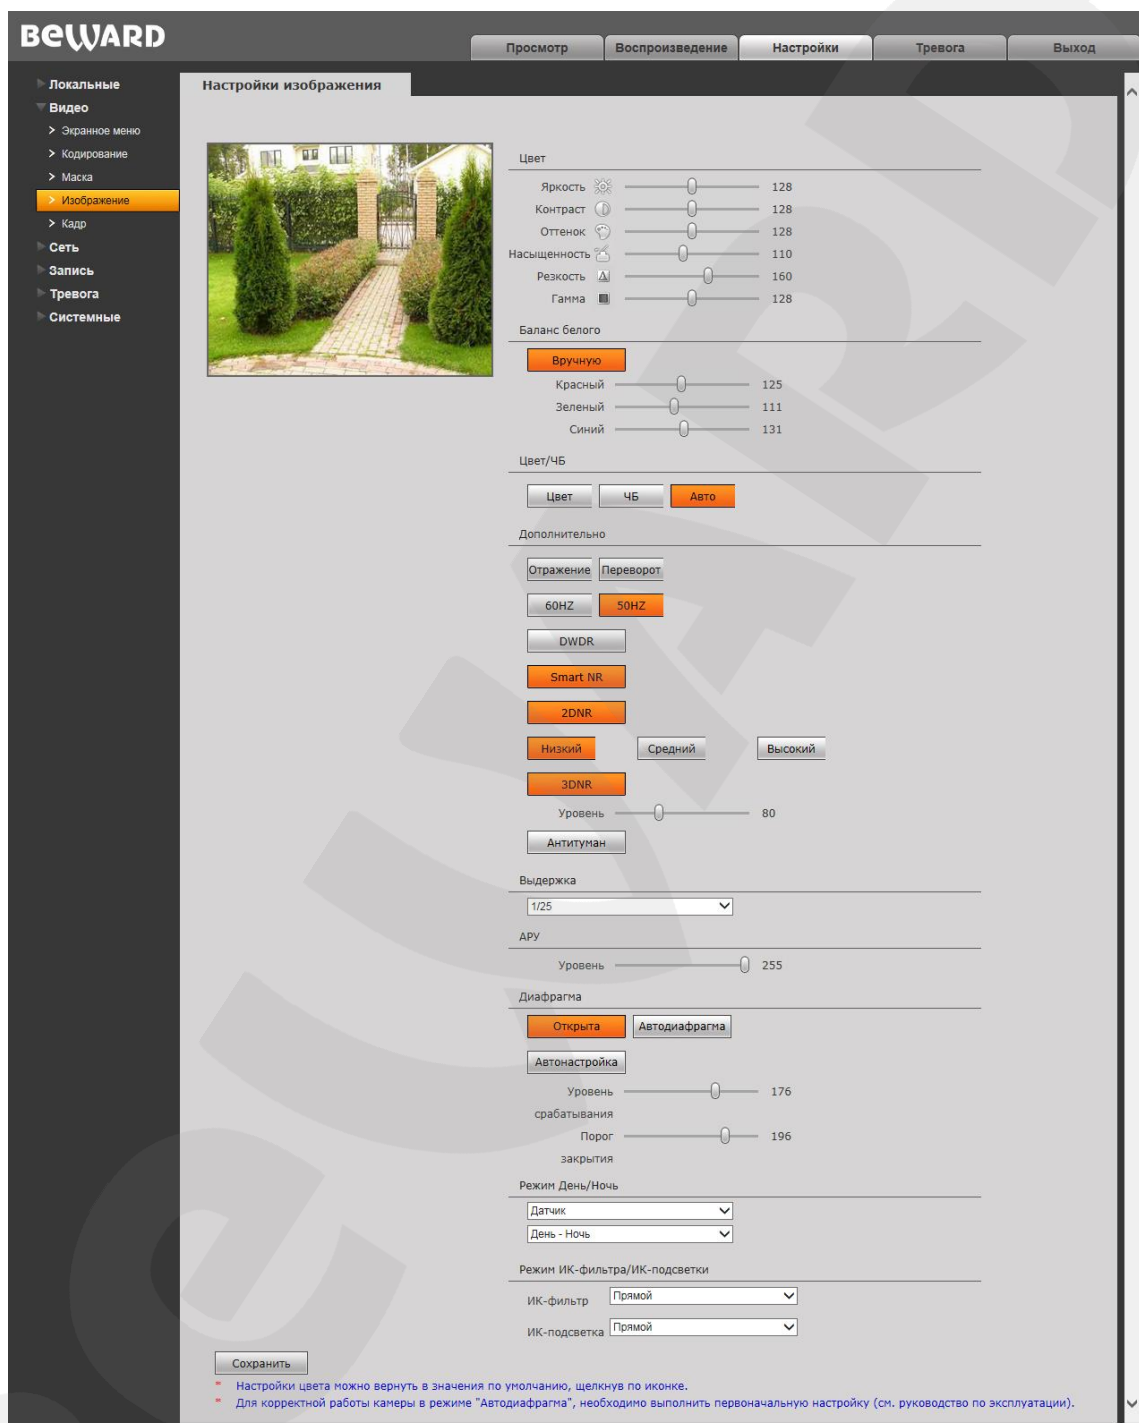 BEWARD
Просмотр Воспроизведение Настройки Тревога Выход
Локальные
Видео
Экранное меню
Кодирование
Маска
Изображение
Кадр
Сеть
Запись
Тревога
Системные
Настройки изображения
Цвет
Яркость 128
Контраст 128
Оттенок 128
Насыщенность 110
Резкость 160
Гамма 128
Баланс белого
Вручную
Красный 125
Зеленый 111
Синий 131
Цвет/ЧБ
Цвет ЧБ Авто
Дополнительно
Отражение Переворот
60HZ 50HZ
DWDR
Smart NR
2DNR
Низкий Средний Высокий
3DNR
Уровень 80
Антитуман
Выдержка
1/25
АРУ
Уровень 255
Диафрагма
Открыта Автодиафрагма
Автонастройка
Уровень 176
срабатывания
Порог 196
закрытия
Режим День/Ночь
Датчик
День - Ночь
Режим ИК-фильтра/ИК-подсветки
ИК-фильтр Прямой
ИК-подсветка Прямой
Сохранить
* Настройки цвета можно вернуть в значения по умолчанию, щелкнув по иконке.
* Для корректной работы камеры в режиме "Автодиафрагма", необходимо выполнить первоначальную настройку (см. руководство по эксплуатации).